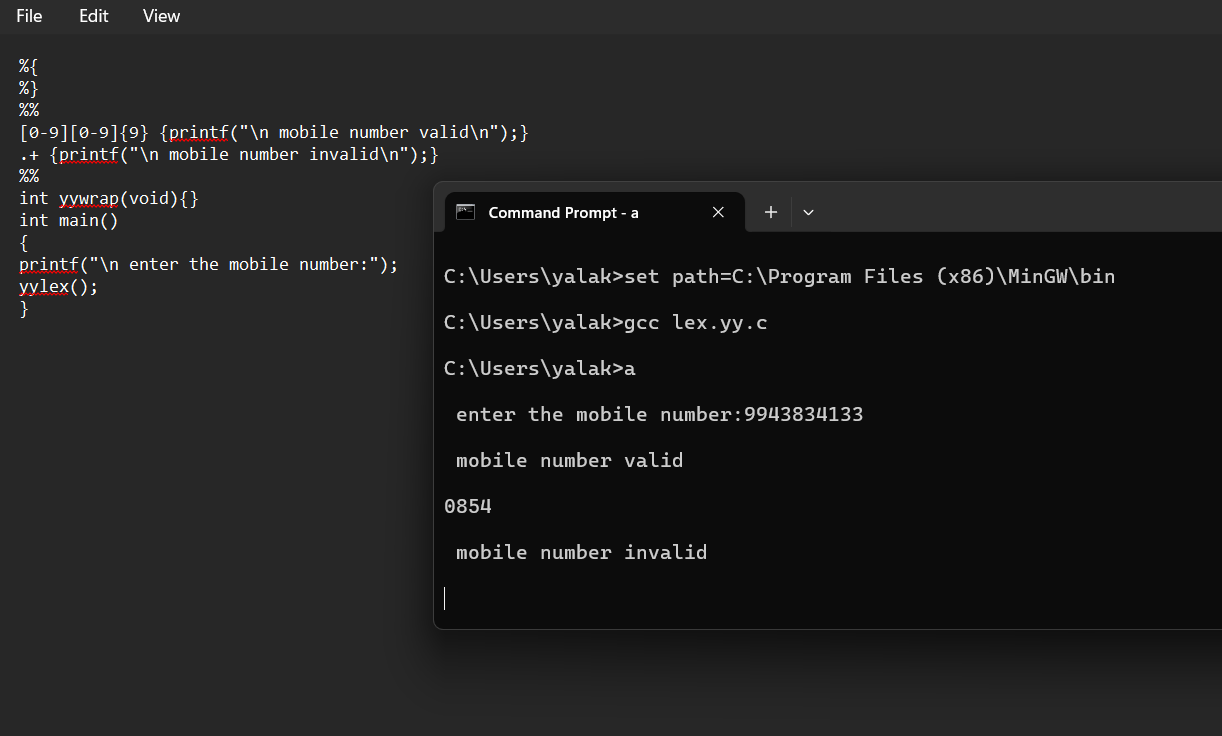 File Edit View
%{
%}
%%
[0-9][0-9]{9} {printf("\n mobile number valid\n");}
.+ {printf("\n mobile number invalid\n");}
%%
int yywrap(void){}
int main()
{
printf("\n enter the mobile number:");
yylex();
}
Command Prompt - a
C:\Users\yalak>set path=C:\Program Files (x86)\MinGW\bin
C:\Users\yalak>gcc lex.yy.c
C:\Users\yalak>a
enter the mobile number:9943834133
mobile number valid
0854
mobile number invalid